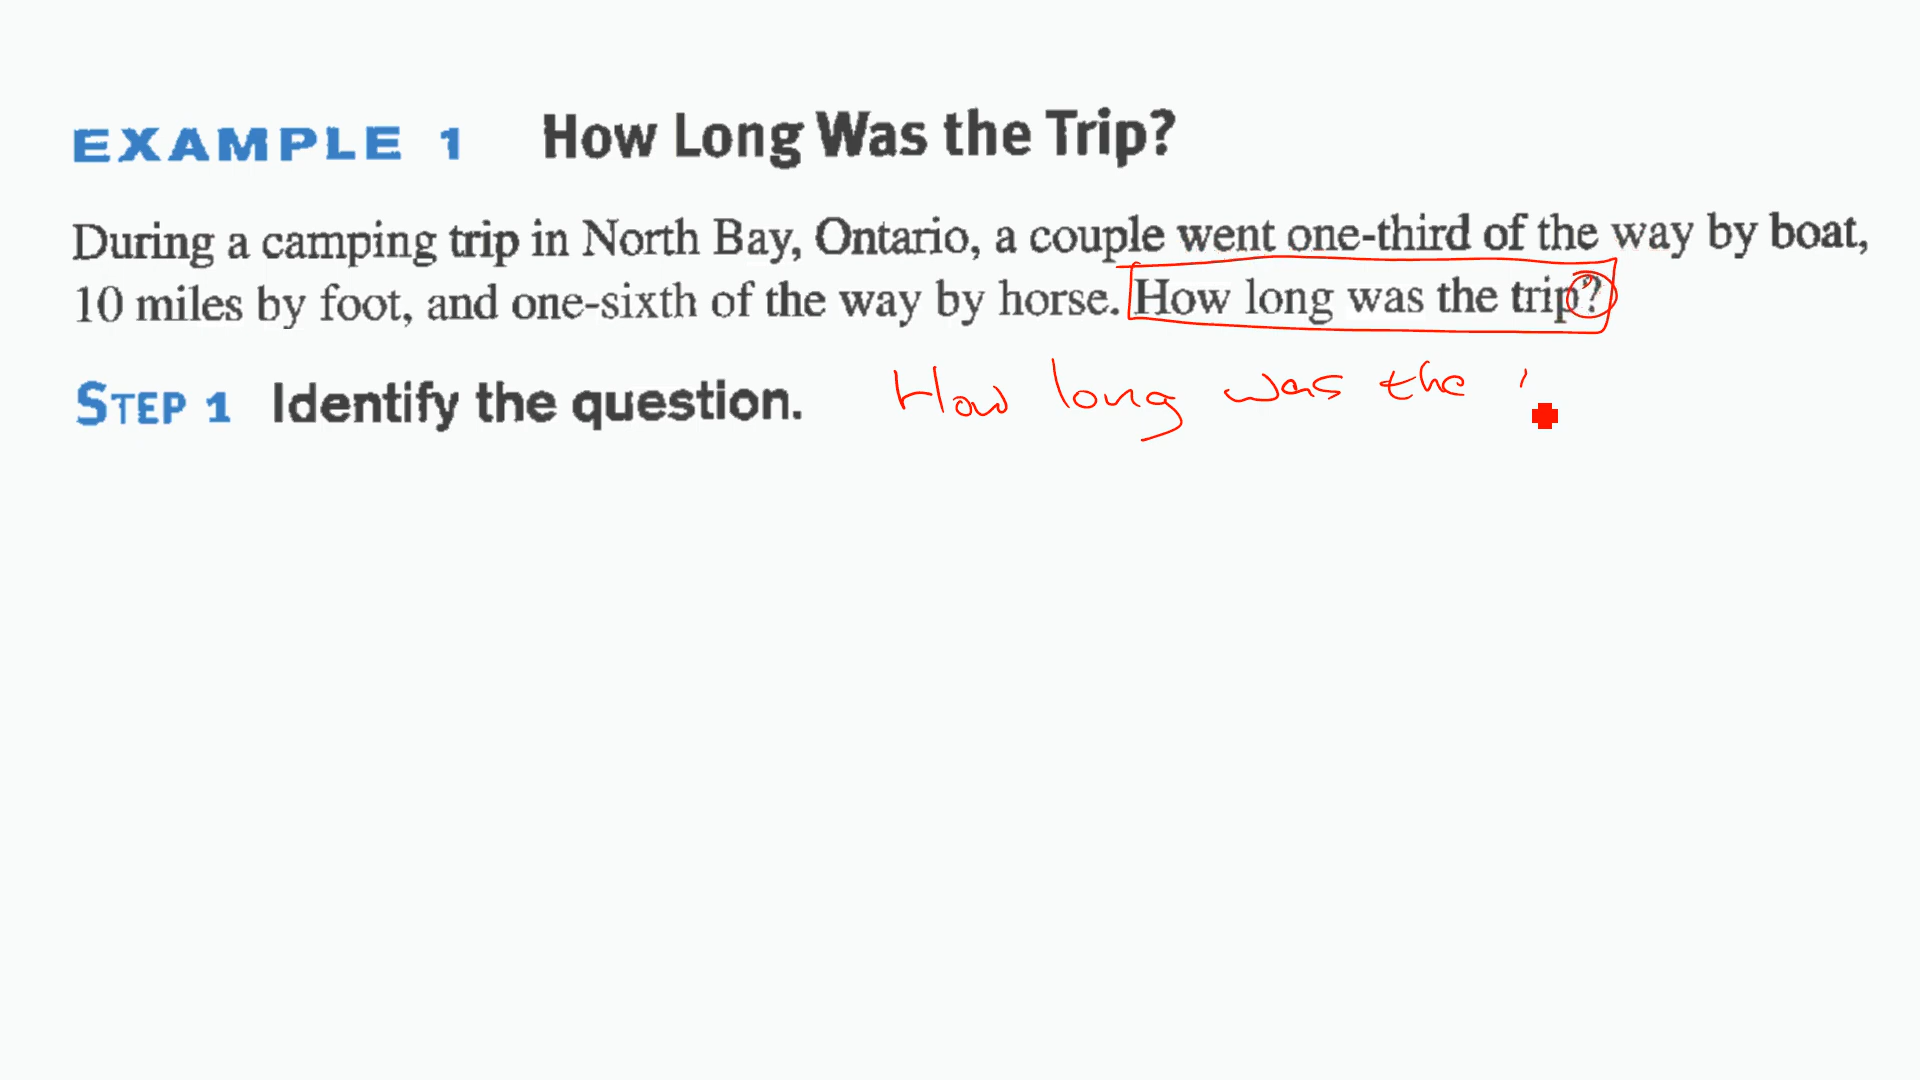 EXAMPLE 1 How Long Was the Trip?
During a camping trip in North Bay, Ontario, a couple went one-third of the way by boat,
10 miles by foot, and one-sixth of the way by horse. How long was the trip?
STEP 1 Identify the question. How long was the